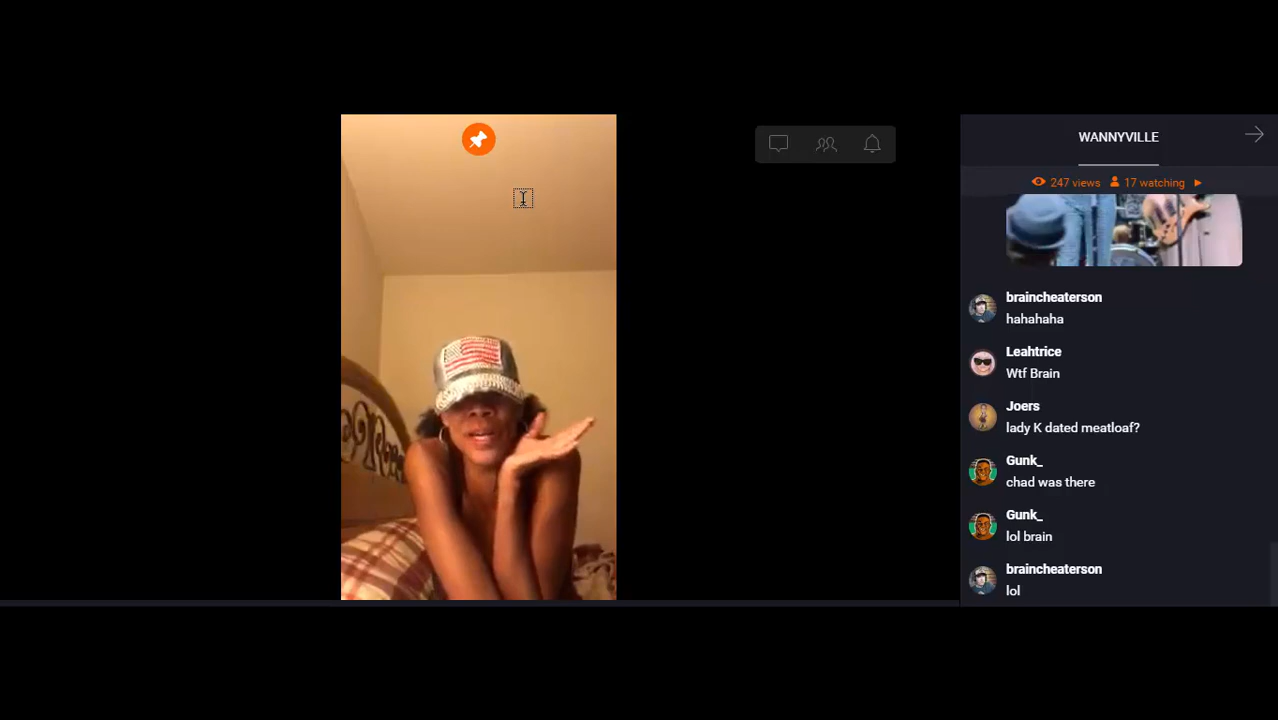 WANNYVILLE
247 views 17 watching
braincheaterson
hahahaha
Leahtrice
Wtf Brain
Joers
lady K dated meatloaf?
Gunk_
chad was there
Gunk_
lol brain
braincheaterson
lol